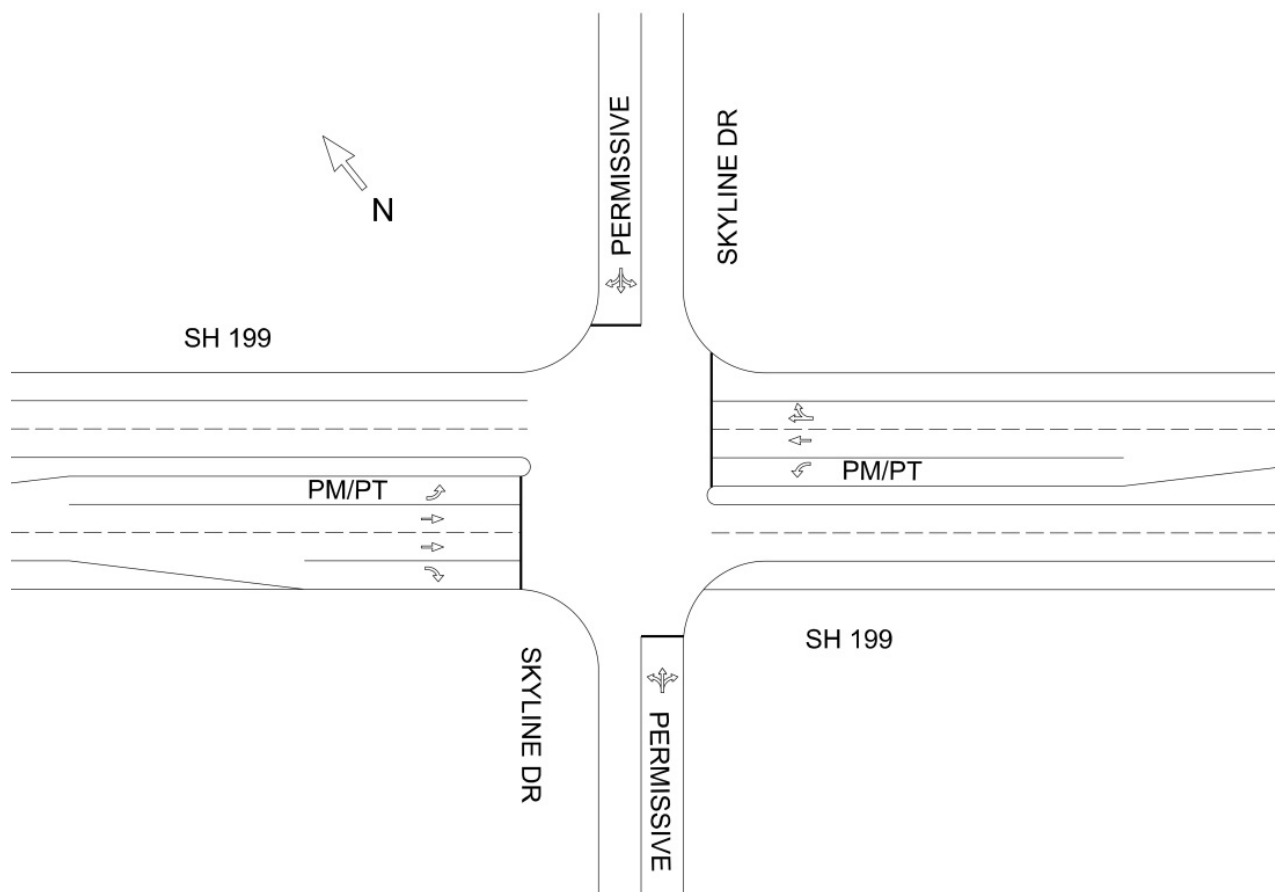 PERMISSIVE
SKYLINE DR
N
SH 199
PM/PT
PM/PT
SH 199
SKYLINE DR
PERMISSIVE